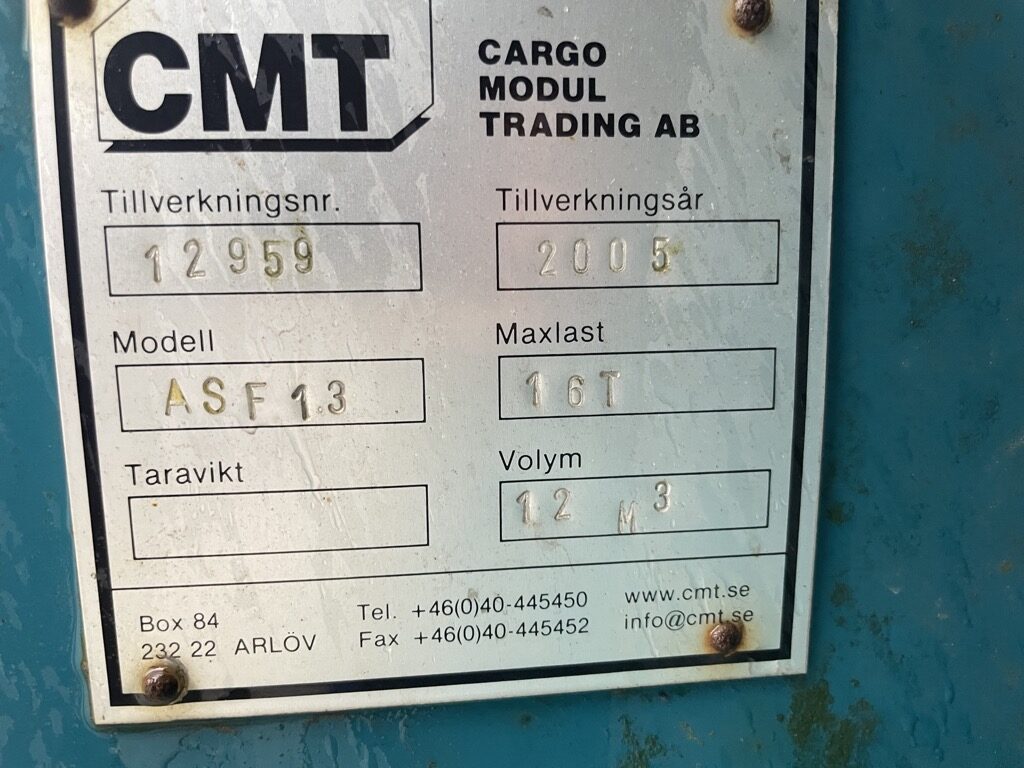 CMT
CARGO
MODUL
TRADING AB
Tillverkningsnr.
12959
Tillverkningsår
2005
Modell
ASF 1.3
Maxlast
16T
Taravikt
Volym
12 M3
Box 84
232 22 ARLÖV
Tel. +46(0)40-445450
Fax +46(0)40-445452
www.cmt.se
info@cmt.se